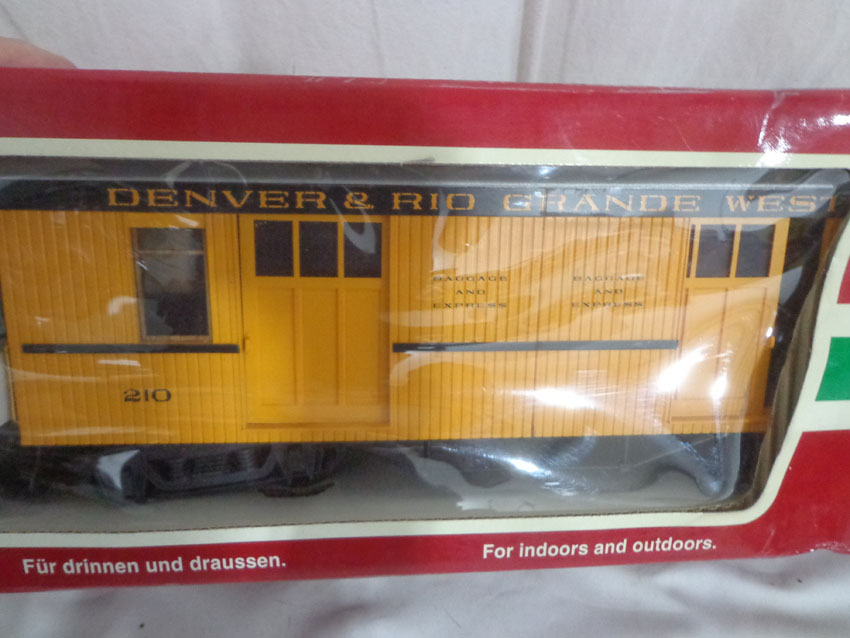 DENVER & RIO GRANDE WEST
BAGGAGE
AND
EXPRESS
BAGGAGE
AND
EXPRESS
210
Für drinnen und draussen.
For indoors and outdoors.